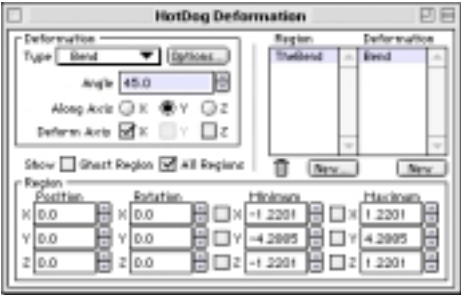 HotDog Deformation
Deformation
Type Bend Options...
Angle 45.0
Along Axis X Y Z
Deform Axis X Y Z
Region Deformation
TheBend Bend
Show Ghost Region All Regions
New... New...
Region
Position Rotation Minimum Maximum
X 0.0 X 0.0 X -1.2201 X 1.2201
Y 0.0 Y 0.0 Y -4.2885 Y 4.2885
Z 0.0 Z 0.0 Z -1.2201 Z 1.2201